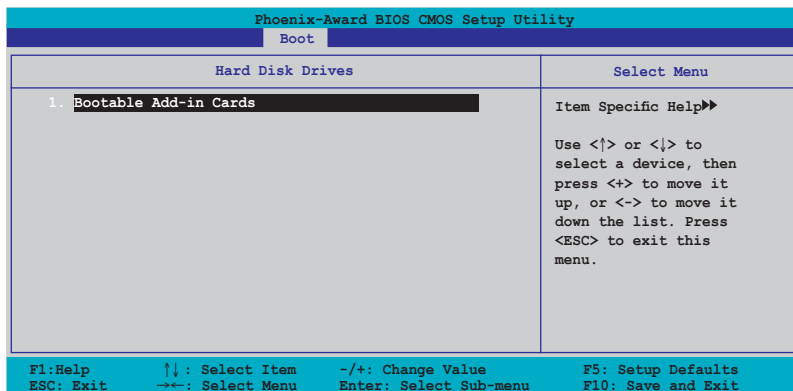 Phoenix-Award BIOS CMOS Setup Utility
Boot
Hard Disk Drives
1. Bootable Add-in Cards
Select Menu
Item Specific Help▶▶
Use <↑> or <↓> to
select a device, then
press <+> to move it
up, or <-> to move it
down the list. Press
<ESC> to exit this
menu.
F1:Help ↑↓: Select Item -/+: Change Value F5: Setup Defaults
ESC: Exit →←: Select Menu Enter: Select Sub-menu F10: Save and Exit